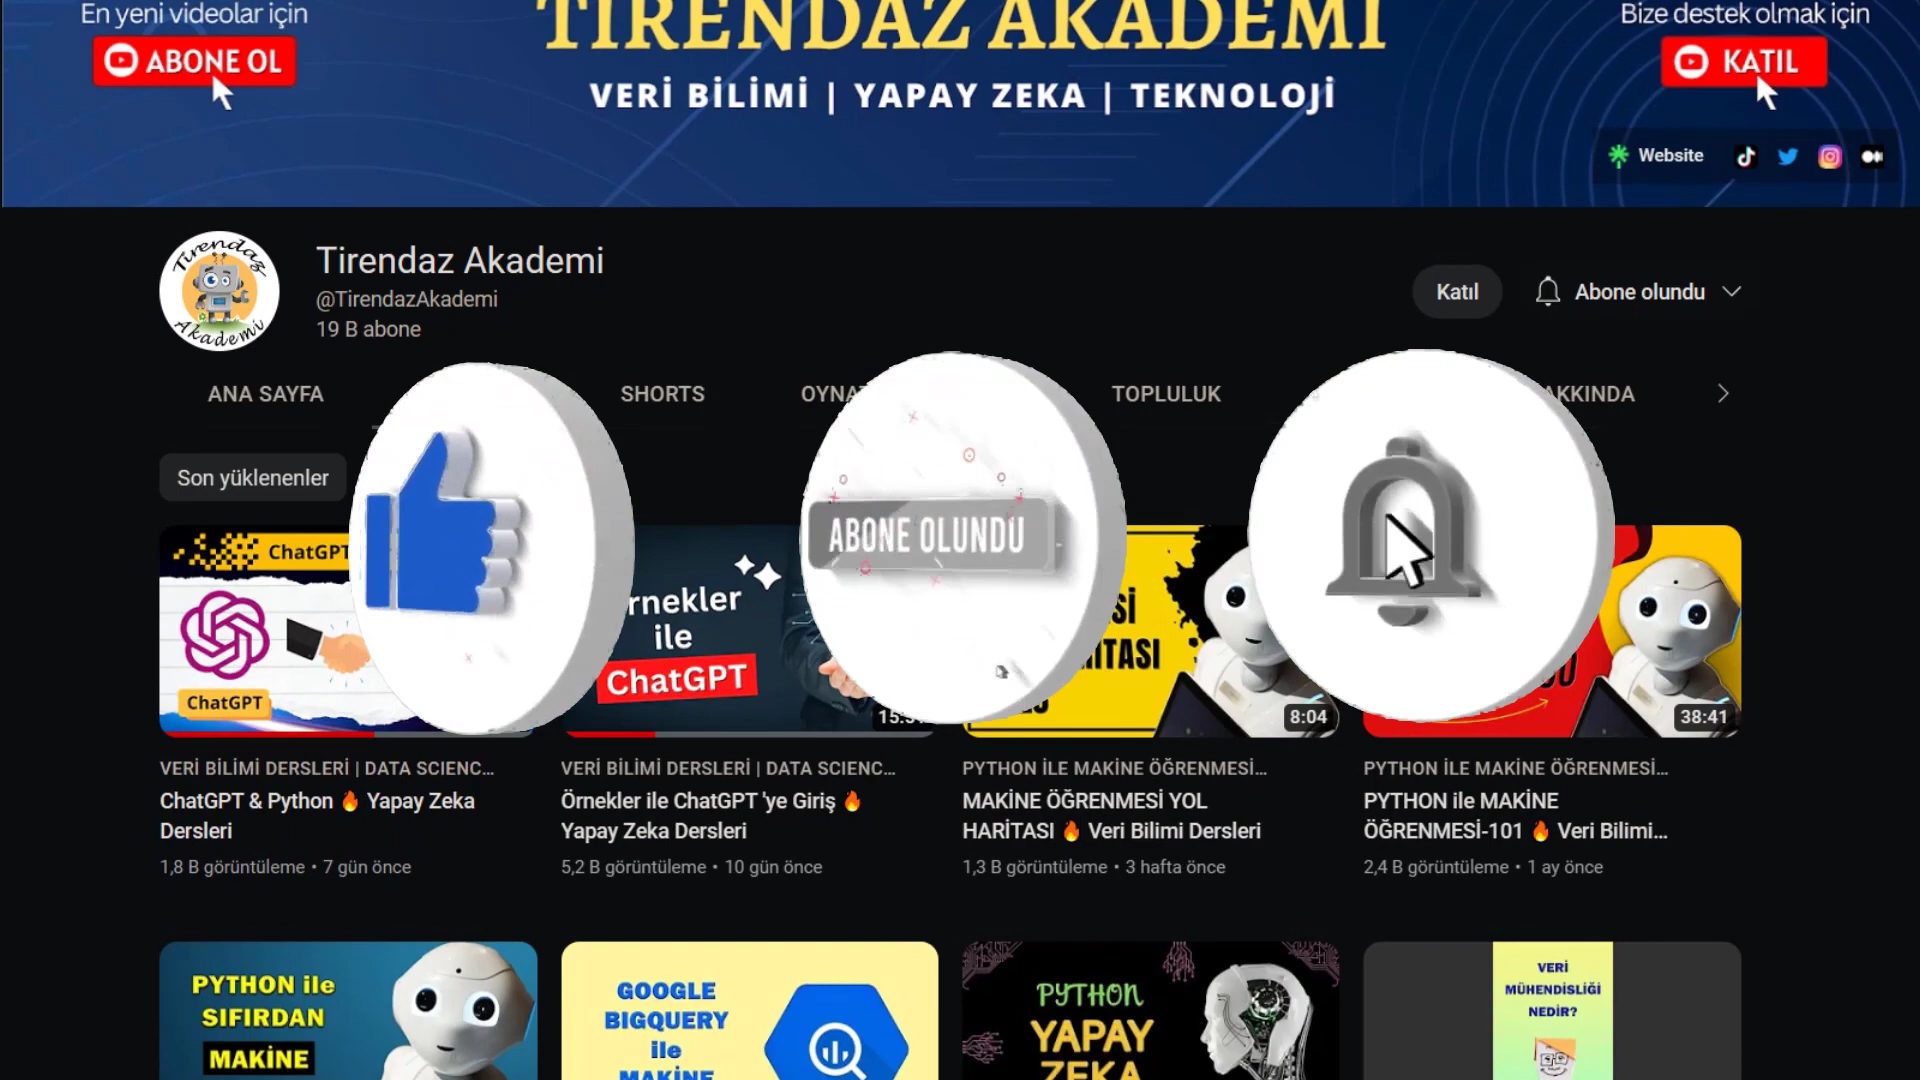 En yeni videolar için
ABONE OL
TİRENDAZ AKADEMİ
VERİ BİLİMİ | YAPAY ZEKA | TEKNOLOJİ
Bize destek olmak için
KATIL
Website
Tirendaz
Akademi
Tirendaz Akademi
@TirendazAkademi
19 B abone
Katıl
Abone olundu
ANA SAYFA
SHORTS
TOPLULUK
Son yüklenenler
ABONE OLUNDU
ChatGPT
ChatGPT
ile
ChatGPT
8:04
38:41
VERİ BİLİMİ DERSLERİ | DATA SCIENC...
ChatGPT & Python 🔥 Yapay Zeka
Dersleri
1,8 B görüntüleme • 7 gün önce
VERİ BİLİMİ DERSLERİ | DATA SCIENC...
Örnekler ile ChatGPT 'ye Giriş 🔥
Yapay Zeka Dersleri
5,2 B görüntüleme • 10 gün önce
PYTHON İLE MAKİNE ÖĞRENMESİ...
MAKİNE ÖĞRENMESİ YOL
HARİTASI 🔥 Veri Bilimi Dersleri
1,3 B görüntüleme • 3 hafta önce
PYTHON İLE MAKİNE ÖĞRENMESİ...
PYTHON ile MAKİNE
ÖĞRENMESİ-101 🔥 Veri Bilimi...
2,4 B görüntüleme • 1 ay önce
PYTHON ile
SIFIRDAN
MAKİNE
GOOGLE
BIGQUERY
ile
MAKİNE
PYTHON
YAPAY
ZEKA
VERİ
MÜHENDİSLİĞİ
NEDİR?